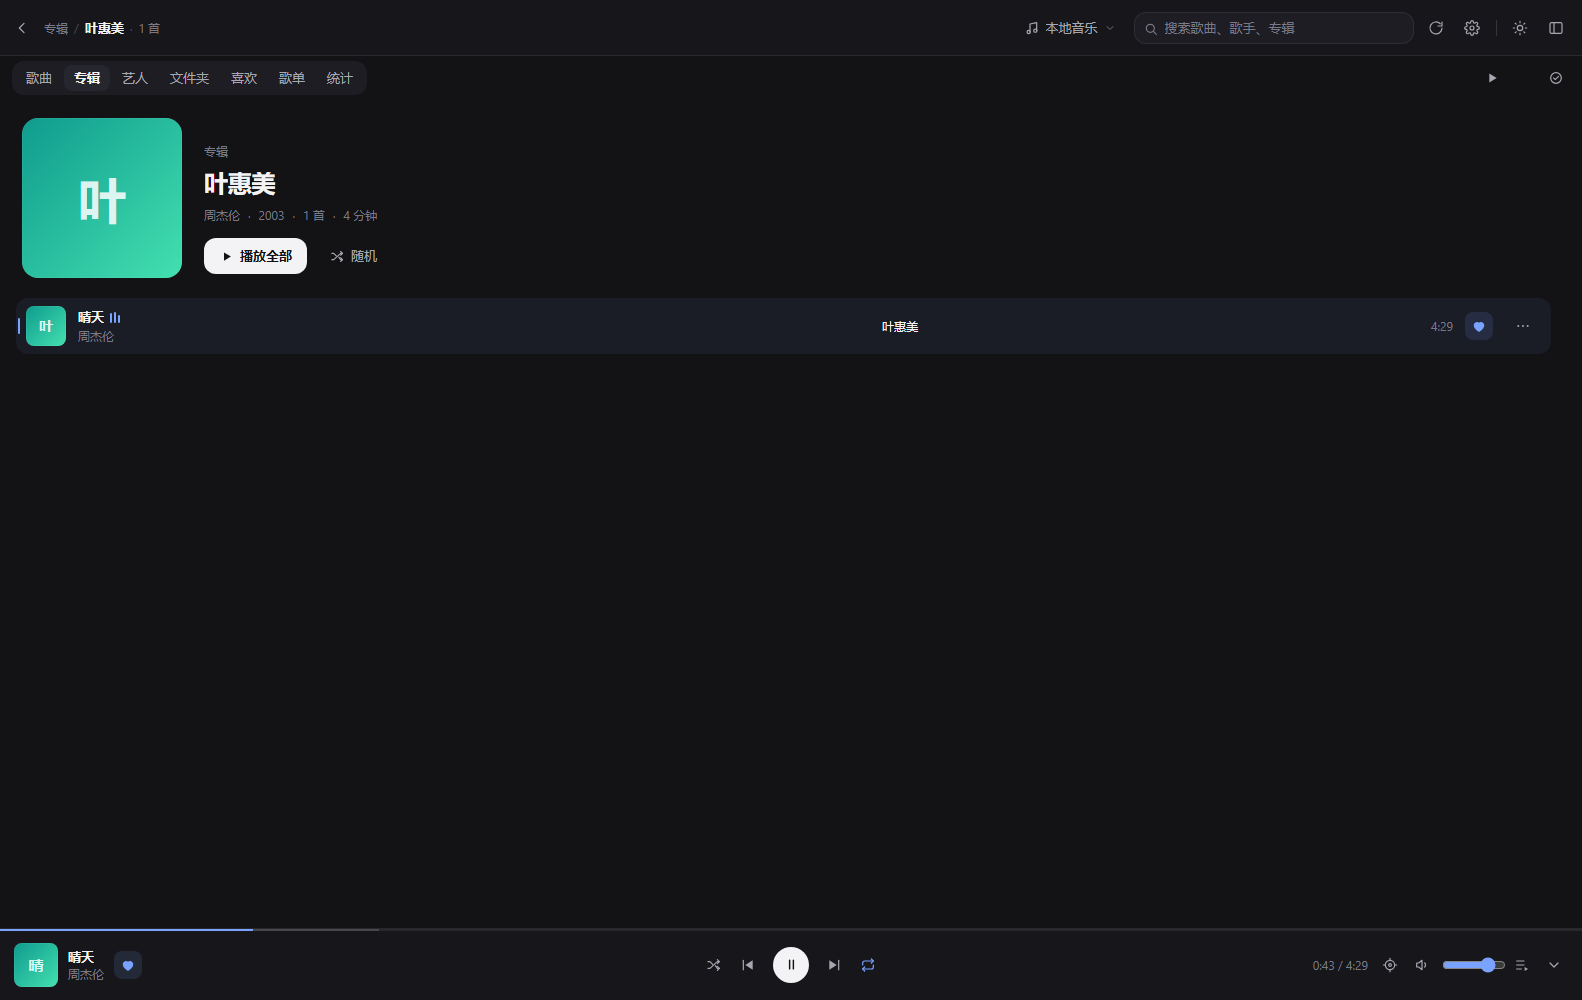 专辑 / 叶惠美 · 1 首
本地音乐
搜索歌曲、歌手、专辑
歌曲 专辑 艺人 文件夹 喜欢 歌单 统计
叶
专辑
叶惠美
周杰伦 · 2003 · 1 首 · 4 分钟
播放全部 随机
叶
晴天
周杰伦
叶惠美
4:29
晴
晴天
周杰伦
0:43 / 4:29